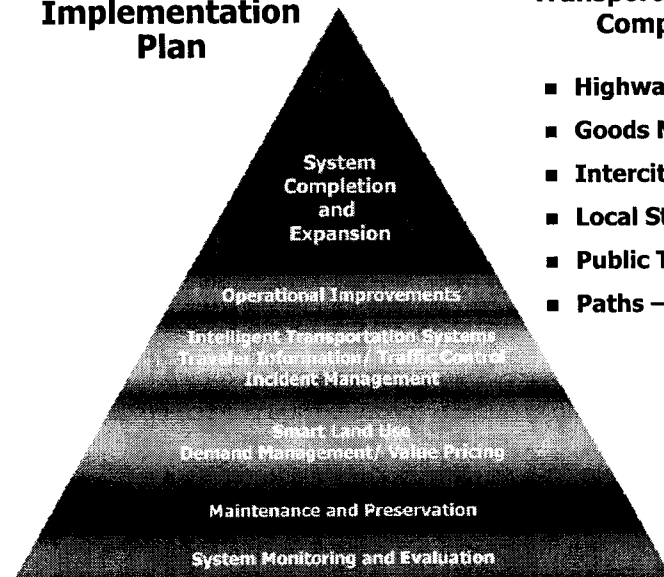 Implementation
Plan
Comp
■ Highwa
■ Goods
■ Intercit
■ Local St
■ Public
■ Paths –
System
Completion
and
Expansion
Operational Improvements
Intelligent Transportation Systems
Traveler Information/ Traffic Control
Incident Management
Smart Land Use
Demand Management/ Value Pricing
Maintenance and Preservation
System Monitoring and Evaluation